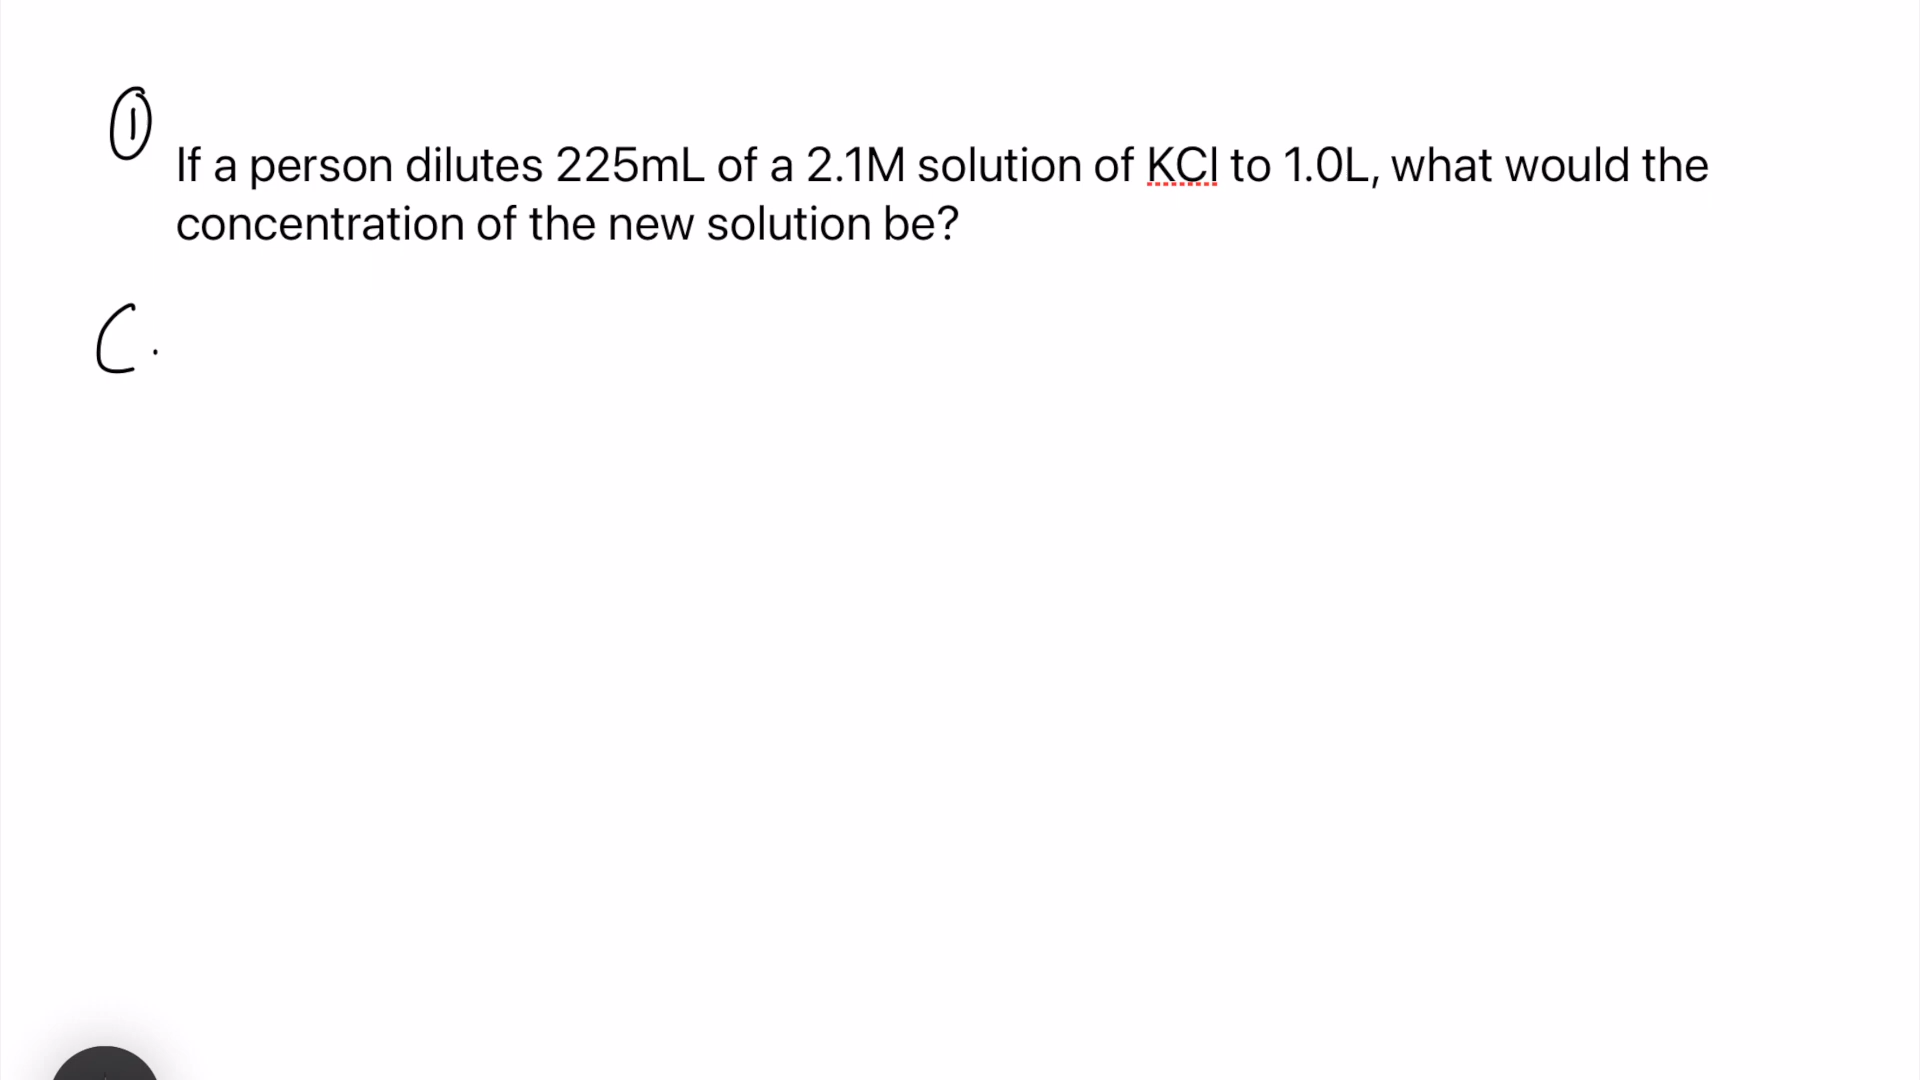 ①
If a person dilutes 225mL of a 2.1M solution of KCl to 1.0L, what would the
concentration of the new solution be?
C.